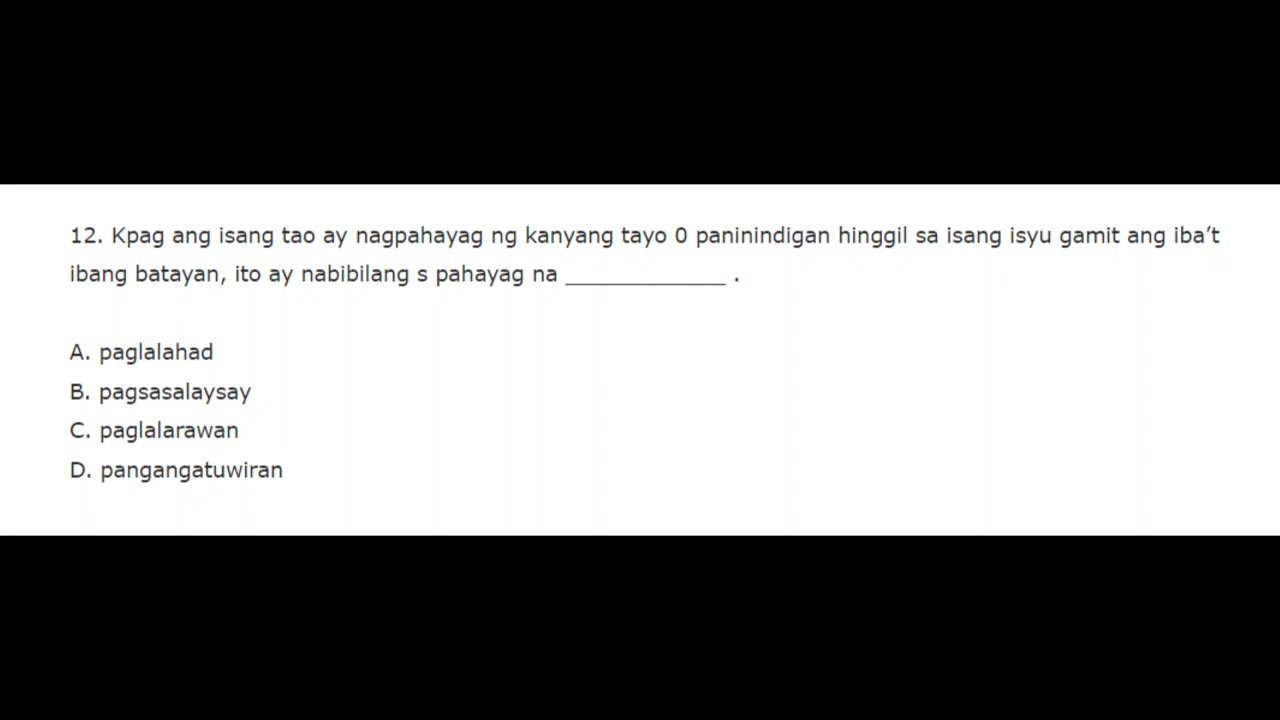 12. Kpag ang isang tao ay nagpahayag ng kanyang tayo 0 paninindigan hinggil sa isang isyu gamit ang iba’t
ibang batayan, ito ay nabibilang s pahayag na _____________ .
A. paglalahad
B. pagsasalaysay
C. paglalarawan
D. pangangatuwiran